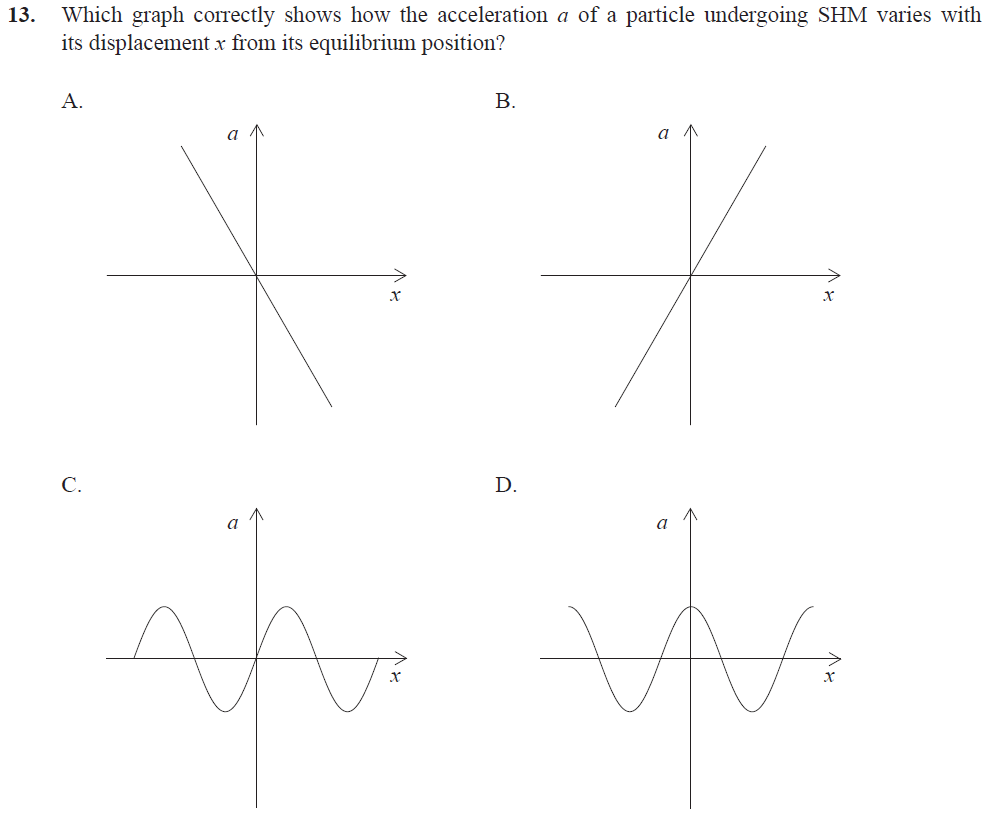 13. Which graph correctly shows how the acceleration a of a particle undergoing SHM varies with
its displacement x from its equilibrium position?
A.
B.
a
a
x
x
C.
D.
a
a
x
x